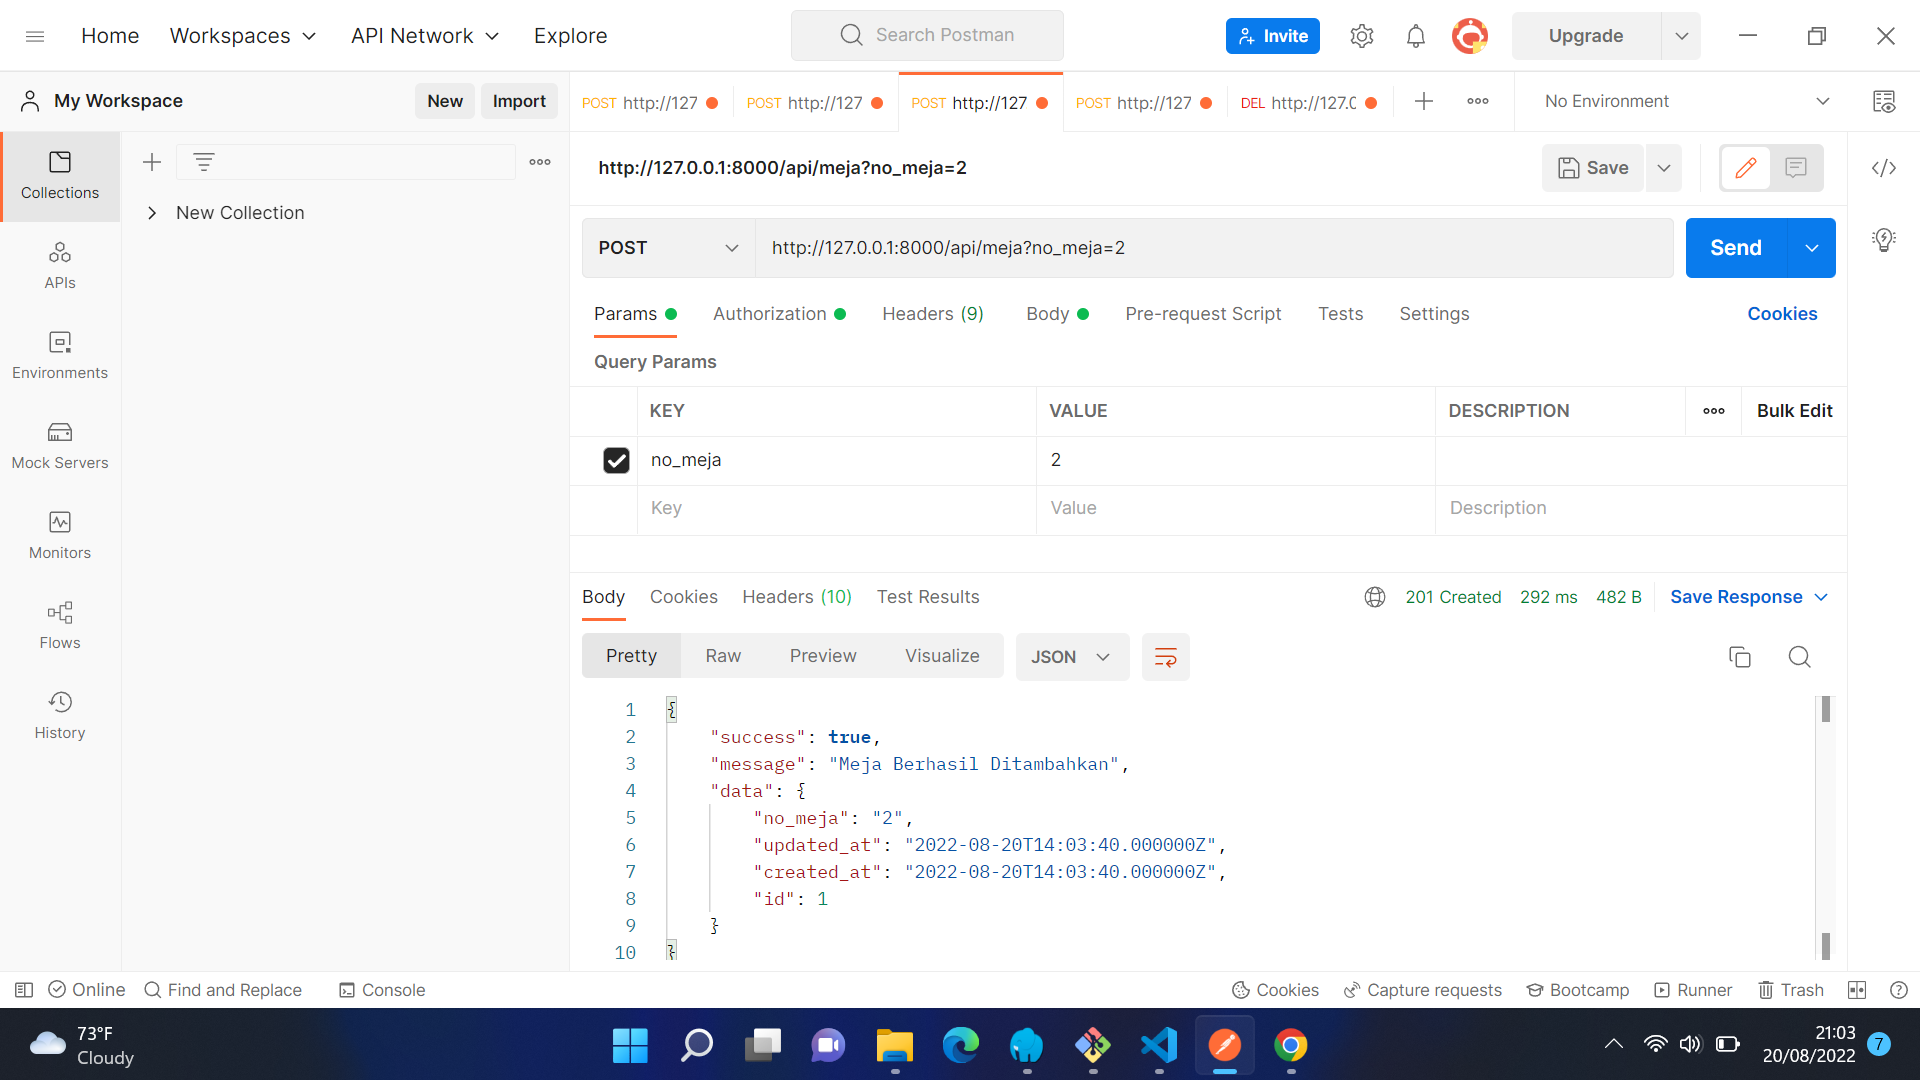 Home Workspaces API Network Explore Search Postman Invite Upgrade
My Workspace New Import POST http://127 POST http://127 POST http://127 POST http://127 DEL http://127.0 No Environment
http://127.0.0.1:8000/api/meja?no_meja=2 Save
Collections
New Collection
APIs
Environments
Mock Servers
Monitors
Flows
History
POST http://127.0.0.1:8000/api/meja?no_meja=2 Send
Params Authorization Headers (9) Body Pre-request Script Tests Settings Cookies
Query Params
KEY VALUE DESCRIPTION Bulk Edit
no_meja 2
Key Value Description
Body Cookies Headers (10) Test Results 201 Created 292 ms 482 B Save Response
Pretty Raw Preview Visualize JSON
1 {
2 "success": true,
3 "message": "Meja Berhasil Ditambahkan",
4 "data": {
5 "no_meja": "2",
6 "updated_at": "2022-08-20T14:03:40.000000Z",
7 "created_at": "2022-08-20T14:03:40.000000Z",
8 "id": 1
9 }
10 }
Online Find and Replace Console Cookies Capture requests Bootcamp Runner Trash
73°F
Cloudy
21:03
20/08/2022
7